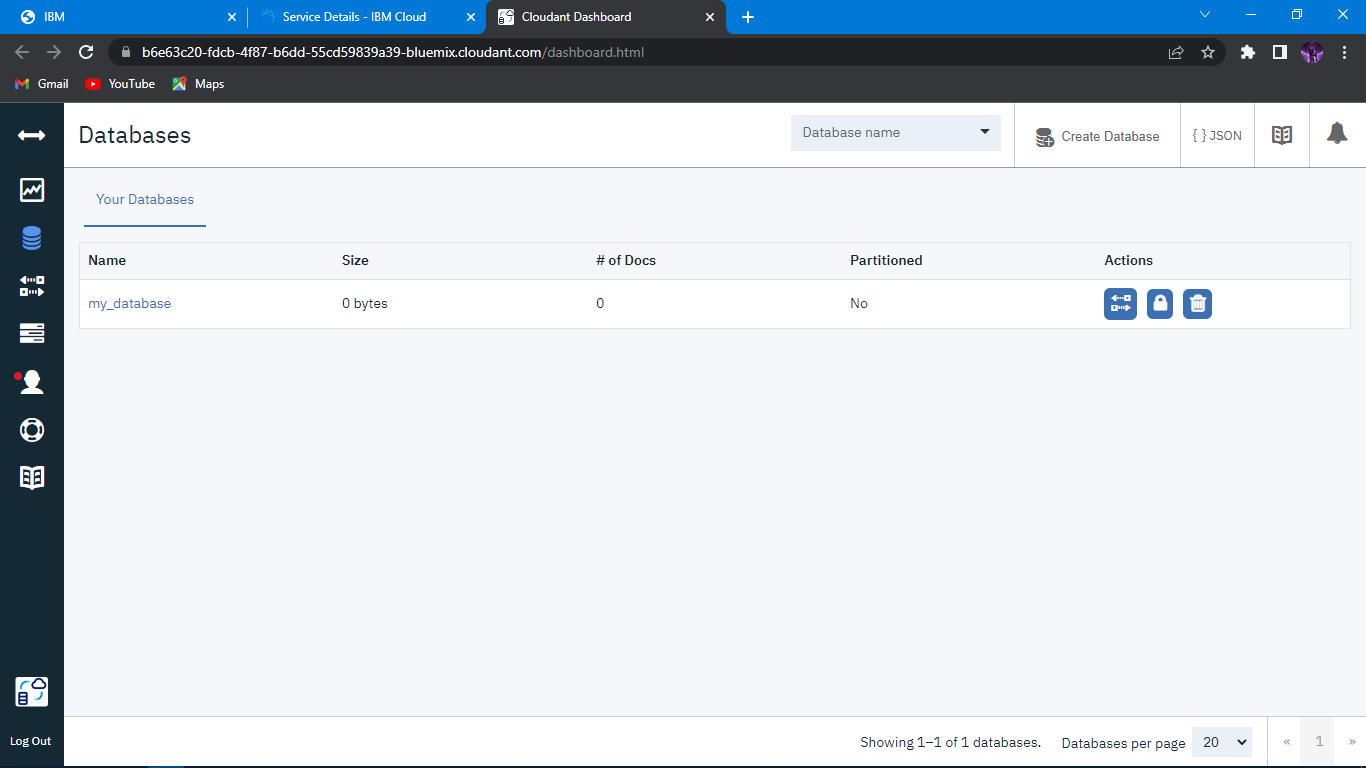 IBM
Service Details - IBM Cloud
Cloudant Dashboard
b6e63c20-fdcb-4f87-b6dd-55cd59839a39-bluemix.cloudant.com/dashboard.html
Gmail
YouTube
Maps
Databases
Database name
Create Database
{ } JSON
Your Databases
Name Size # of Docs Partitioned Actions
my_database 0 bytes 0 No
Log Out
Showing 1–1 of 1 databases.
Databases per page 20
« 1 »